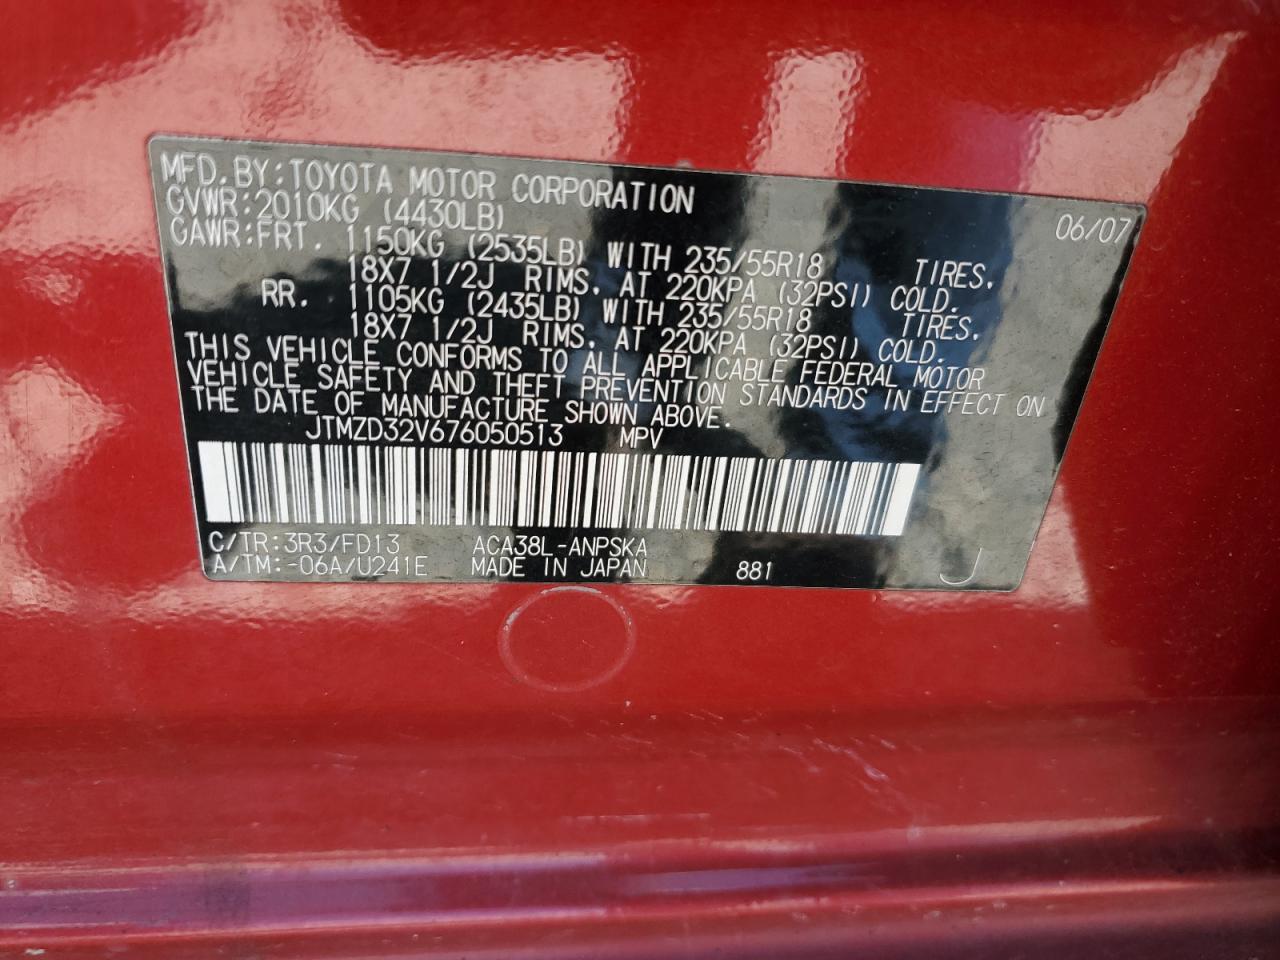 MFD.BY:TOYOTA MOTOR CORPORATION 06/07
GVWR:2010KG (4430LB)
GAWR:FRT. 1150KG (2535LB) WITH 235/55R18 TIRES,
18X7 1/2J RIMS, AT 220KPA (32PSI) COLD.
RR. 1105KG (2435LB) WITH 235/55R18 TIRES,
18X7 1/2J RIMS, AT 220KPA (32PSI) COLD.
THIS VEHICLE CONFORMS TO ALL APPLICABLE FEDERAL MOTOR
VEHICLE SAFETY AND THEFT PREVENTION STANDARDS IN EFFECT ON
THE DATE OF MANUFACTURE SHOWN ABOVE.
JTMZD32V676050513 MPV
C/TR:3R3/FD13 ACA38L-ANPSKA
A/TM:-06A/U241E MADE IN JAPAN 881 J